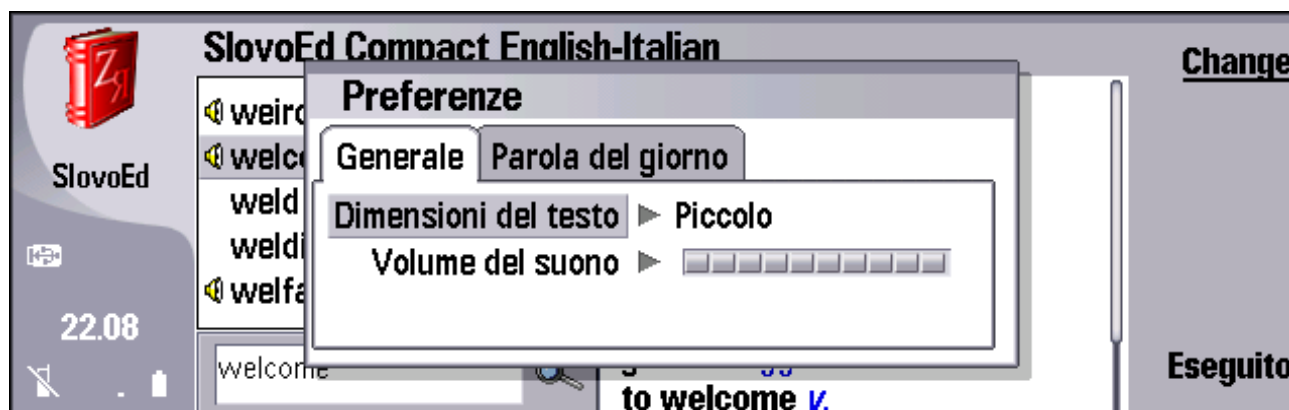 SlovoEd Compact English-Italian
Change
Preferenze
Generale
Parola del giorno
Dimensioni del testo
Piccolo
Volume del suono
SlovoEd
weld
22.08
welcome
to welcome v.
Eseguito